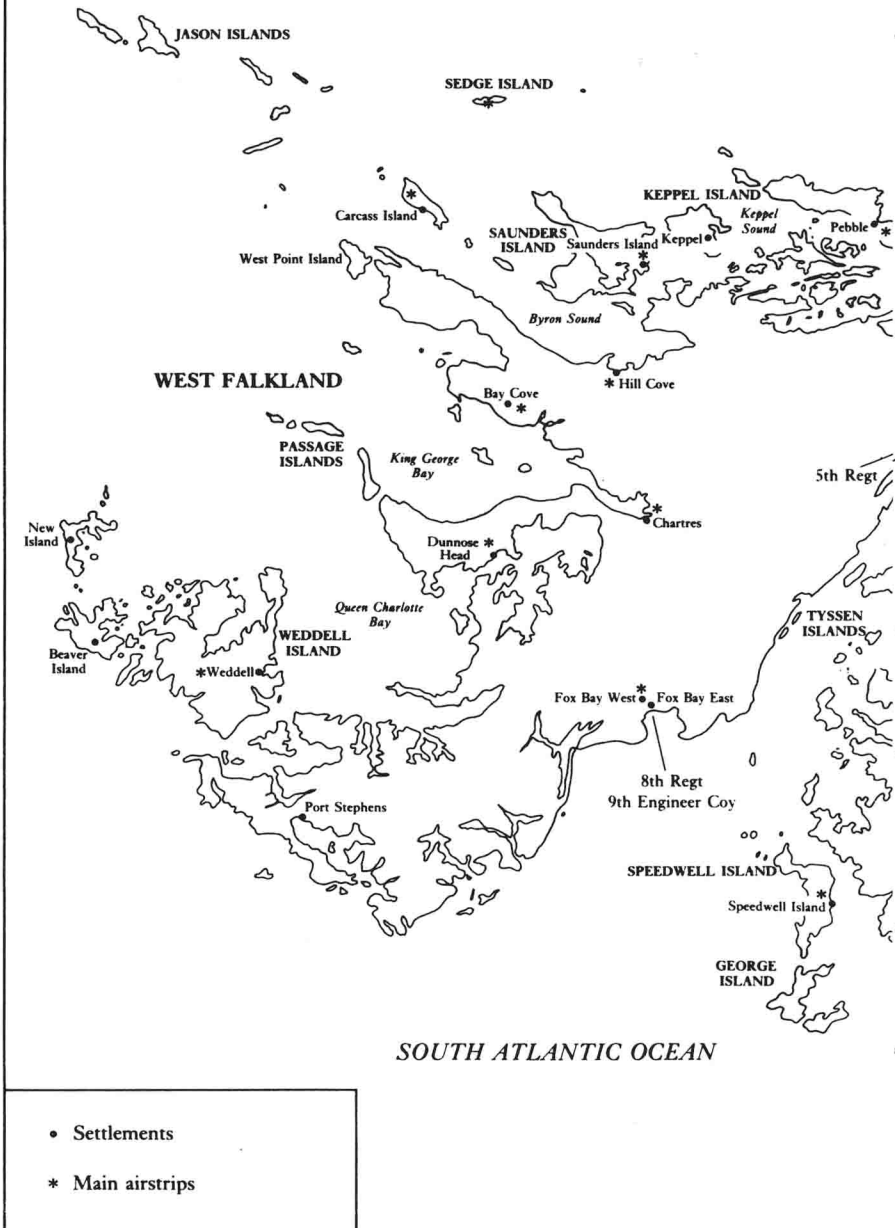 JASON ISLANDS
SEDGE ISLAND
Carcass Island
KEPPEL ISLAND
Keppel
Sound
Pebble
SAUNDERS
ISLAND
Saunders Island
Keppel
West Point Island
Byron Sound
WEST FALKLAND
Hill Cove
Bay Cove
PASSAGE
ISLANDS
King George
Bay
5th Regt
Chartres
New
Island
Dunnose
Head
Queen Charlotte
Bay
TYSSEN
ISLANDS
WEDDELL
ISLAND
Beaver
Island
Weddell
Fox Bay West
Fox Bay East
8th Regt
9th Engineer Coy
Port Stephens
SPEEDWELL ISLAND
Speedwell Island
GEORGE
ISLAND
SOUTH ATLANTIC OCEAN
• Settlements
* Main airstrips